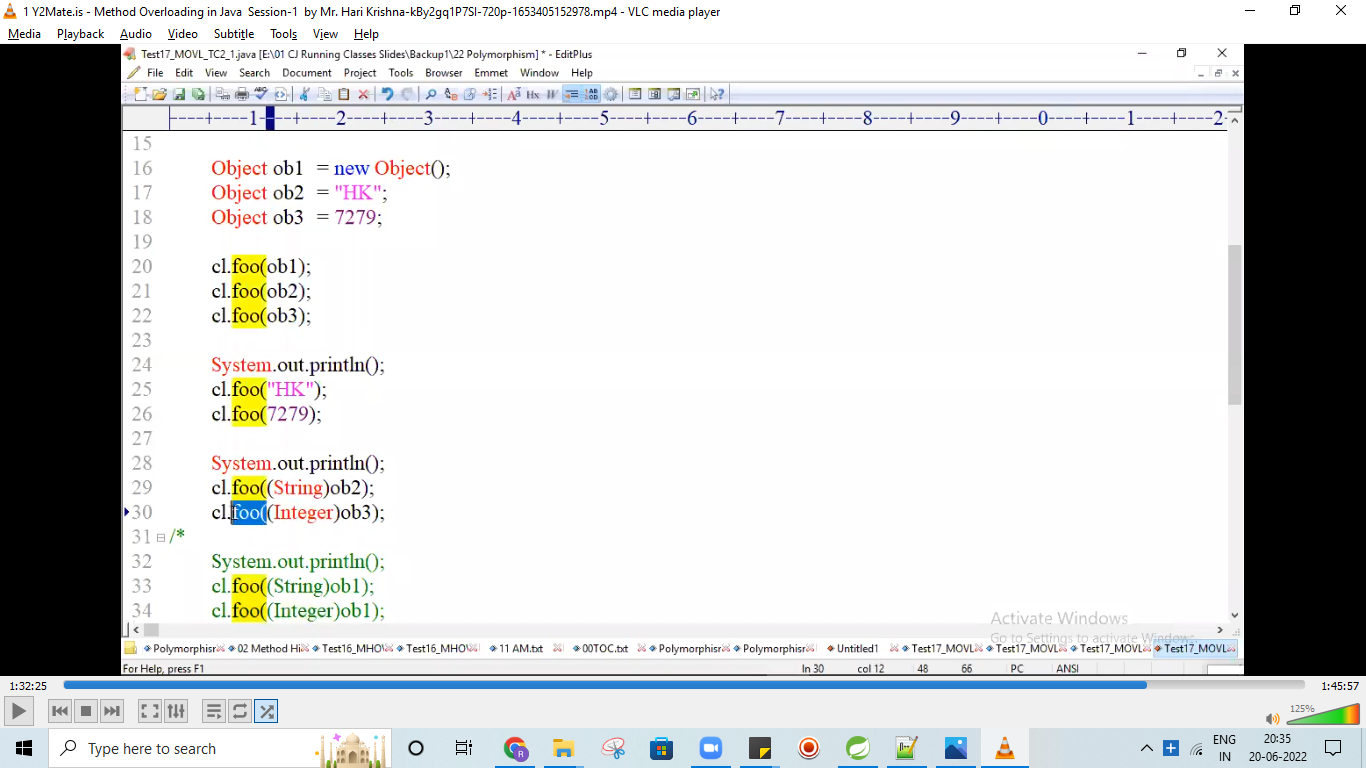 1 Y2Mate.is - Method Overloading in Java Session-1 by Mr. Hari Krishna-kBy2gq1P7SI-720p-1653405152978.mp4 - VLC media player
Media Playback Audio Video Subtitle Tools View Help
Test17_MOVL_TC2_1.java [E:\01 CJ Running Classes Slides\Backup1\22 Polymorphism] * - EditPlus
File Edit View Search Document Project Tools Browser Emmet Window Help
----+----1----+----2----+----3----+----4----+----5----+----6----+----7----+----8----+----9----+----0----+----1----+----2-
15
16 Object ob1 = new Object();
17 Object ob2 = "HK";
18 Object ob3 = 7279;
19
20 cl.foo(ob1);
21 cl.foo(ob2);
22 cl.foo(ob3);
23
24 System.out.println();
25 cl.foo("HK");
26 cl.foo(7279);
27
28 System.out.println();
29 cl.foo((String)ob2);
30 cl.foo((Integer)ob3);
31 /*
32 System.out.println();
33 cl.foo((String)ob1);
34 cl.foo((Integer)ob1);
Activate Windows
Go to Settings to activate Windows.
Polymorphisr 02 Method Hi Test16_MHO Test16_MHO 11 AM.txt 00TOC.txt Polymorphisr Polymorphisr Untitled1 Test17_MOVL Test17_MOVL Test17_MOVL Test17_MOVL
For Help, press F1 ln 30 col 12 48 66 PC ANSI
1:32:25 1:45:57
125%
Type here to search
ENG 20:35
IN 20-06-2022